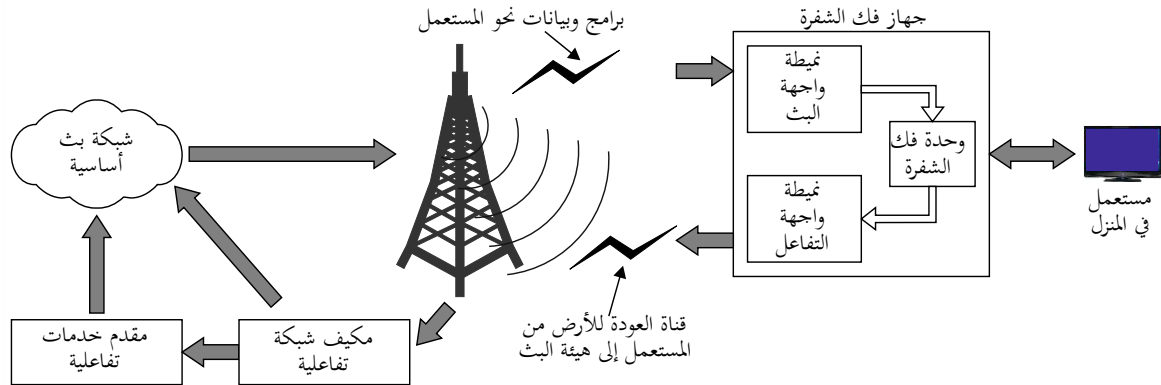 برامج وبيانات نحو المستعمل
جهاز فك الشفرة
نميطة
واجهة
البث
شبكة بث
أساسية
وحدة فك
الشفرة
نميطة
واجهة
التفاعل
مستعمل
في المنزل
قناة العودة للأرض من
المستعمل إلى هيئة البث
مكيف شبكة
تفاعلية
مقدم خدمات
تفاعلية